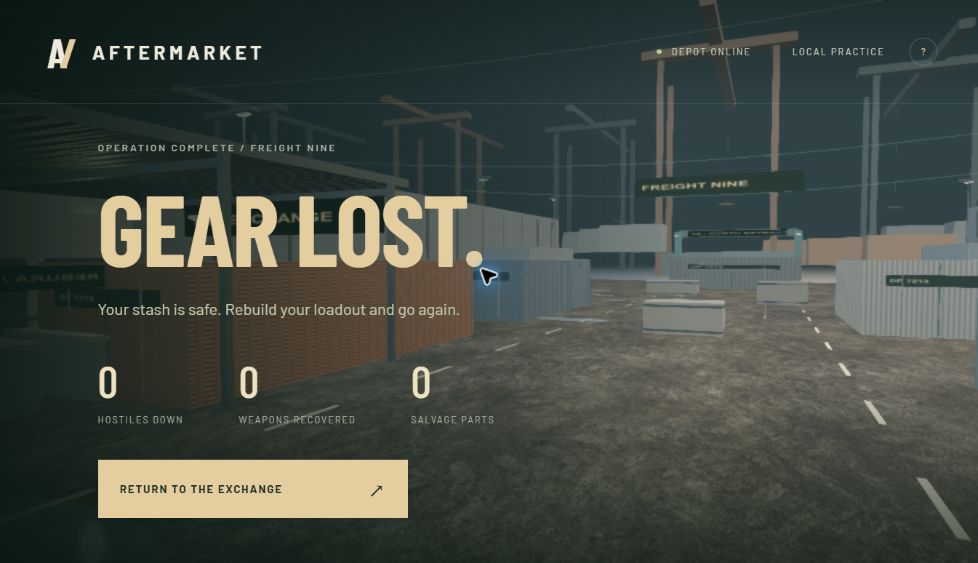 AFTERMARKET
DEPOT ONLINE
LOCAL PRACTICE
?
OPERATION COMPLETE / FREIGHT NINE
FREIGHT NINE
GEAR LOST.
Your stash is safe. Rebuild your loadout and go again.
0
0
0
HOSTILES DOWN
WEAPONS RECOVERED
SALVAGE PARTS
RETURN TO THE EXCHANGE